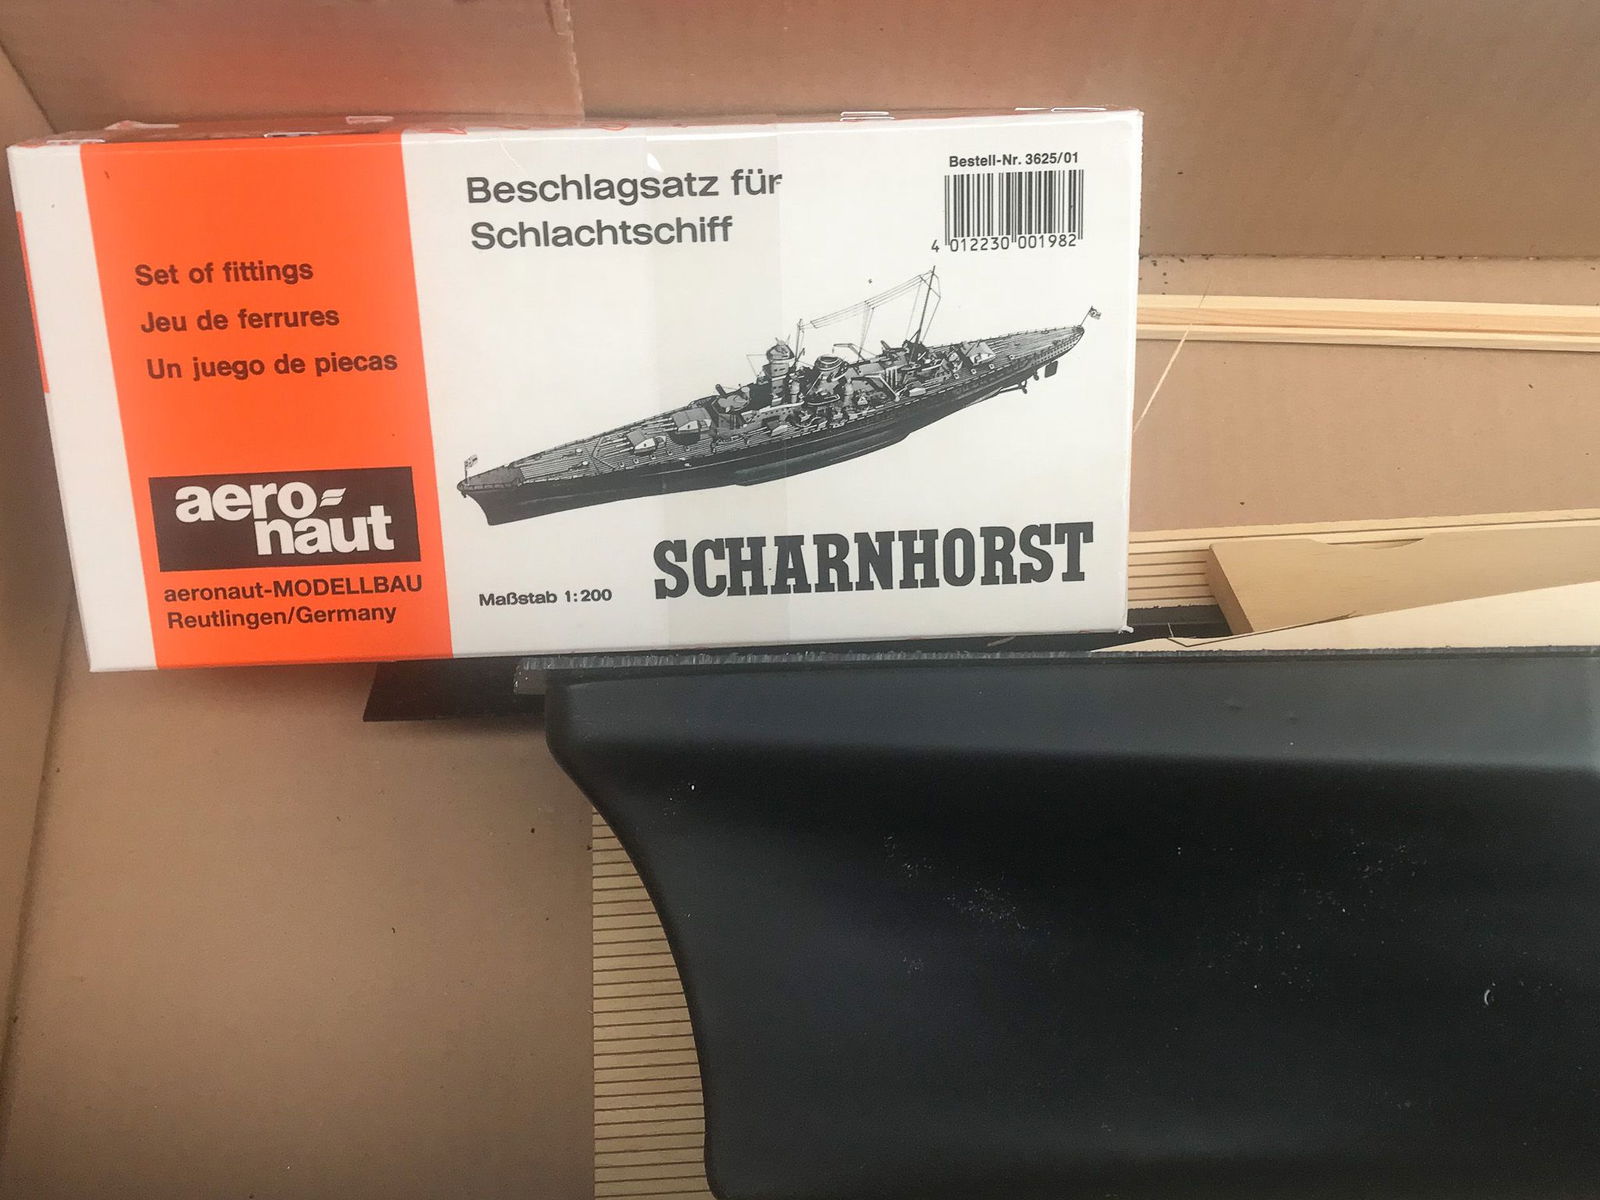 Beschlagsatz für
Schlachtschiff
Bestell-Nr. 3625/01
4 012230 001982
Set of fittings
Jeu de ferrures
Un juego de piecas
aero-
naut
aeronaut-MODELLBAU
Reutlingen/Germany
Maßstab 1:200
SCHARNHORST